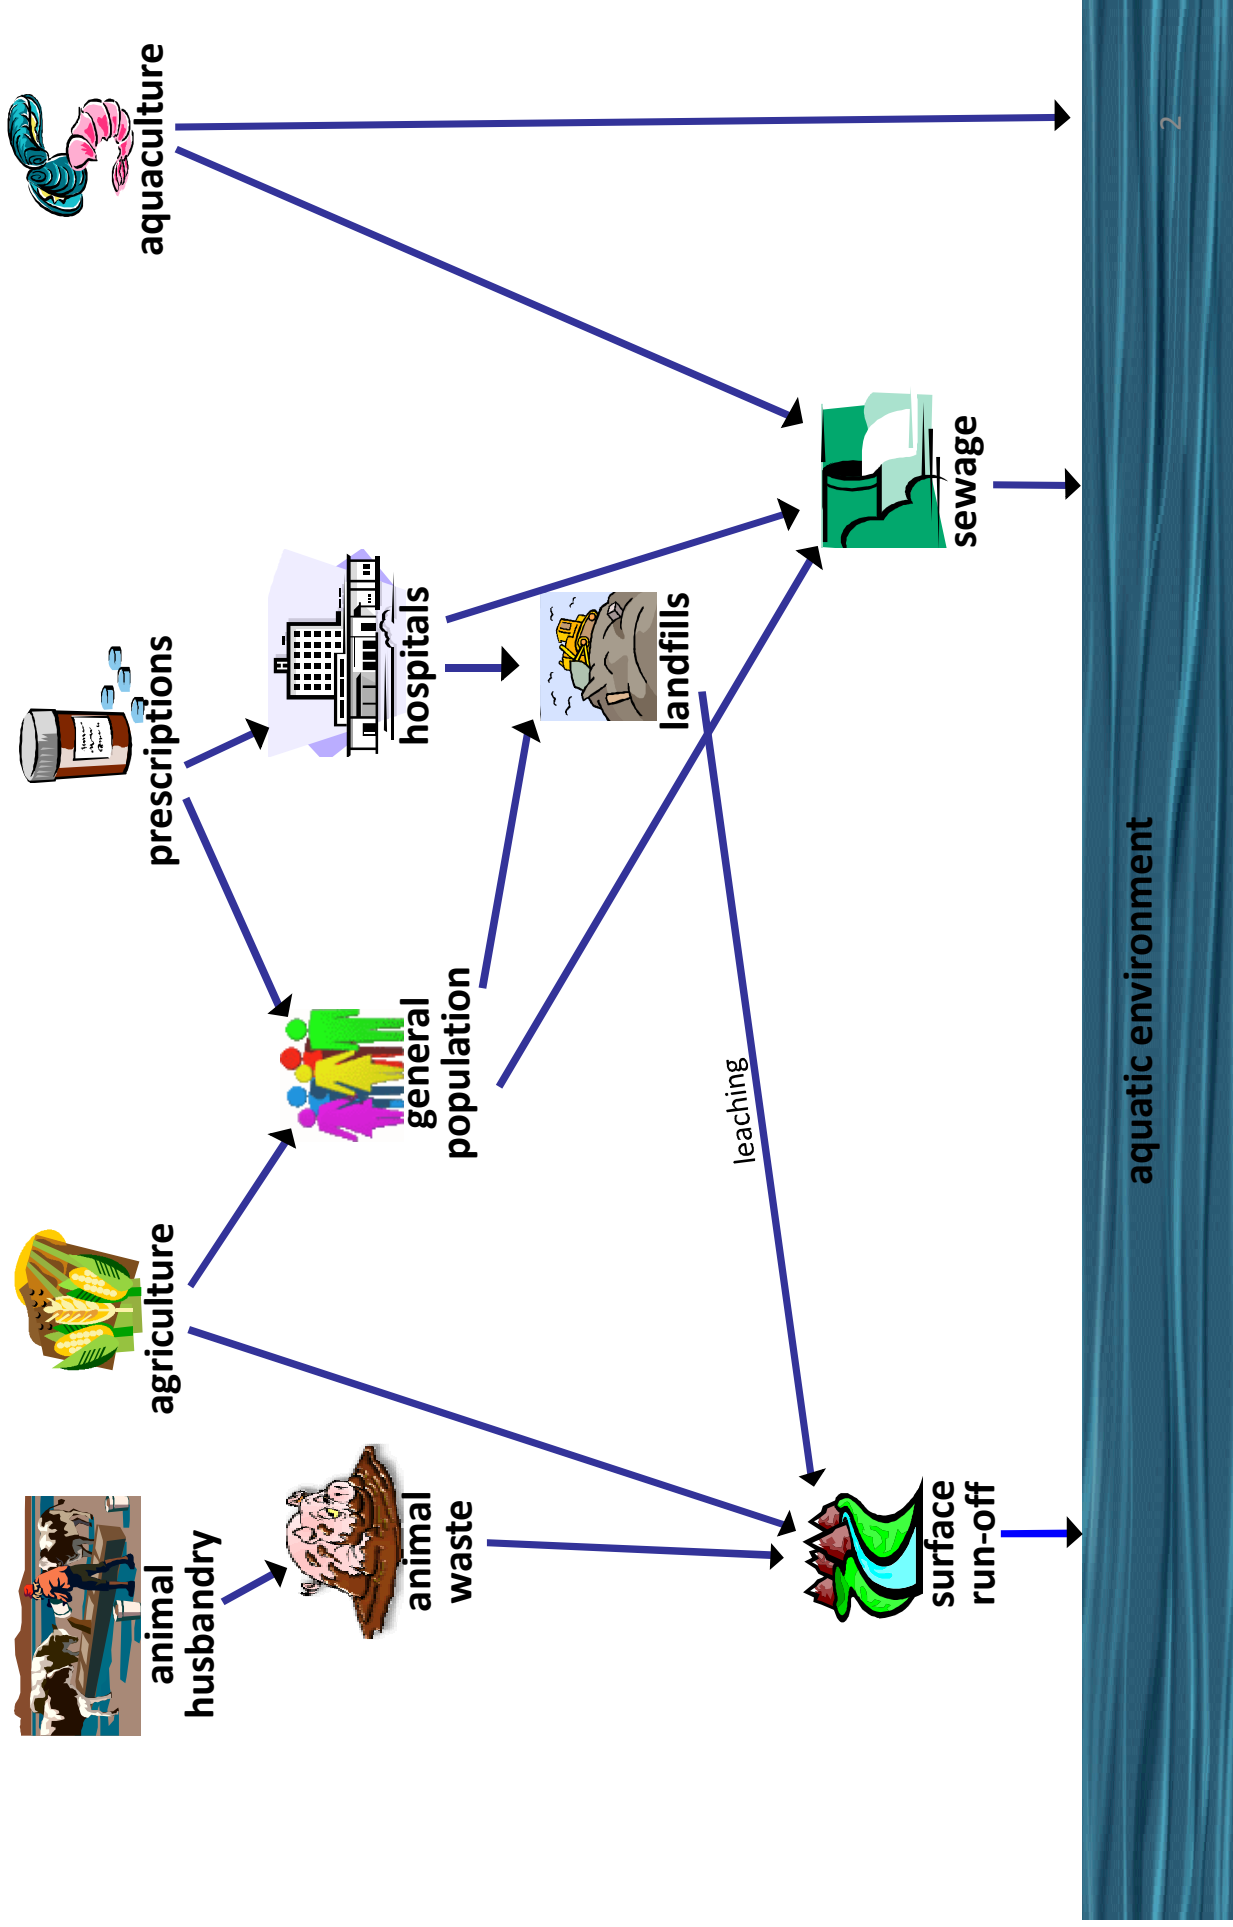 animal
husbandry
agriculture
prescriptions
aquaculture
animal
waste
general
population
hospitals
landfills
leaching
surface
run-off
sewage
aquatic environment
2